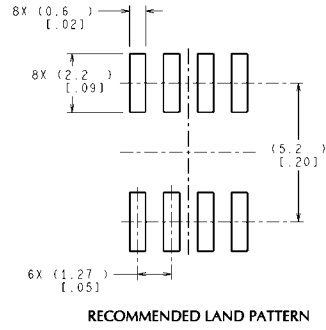 8X (0.6 )
[.02]
8X (2.2 )
[.09]
(5.2 )
[.20]
6X (1.27 )
[.05]
RECOMMENDED LAND PATTERN